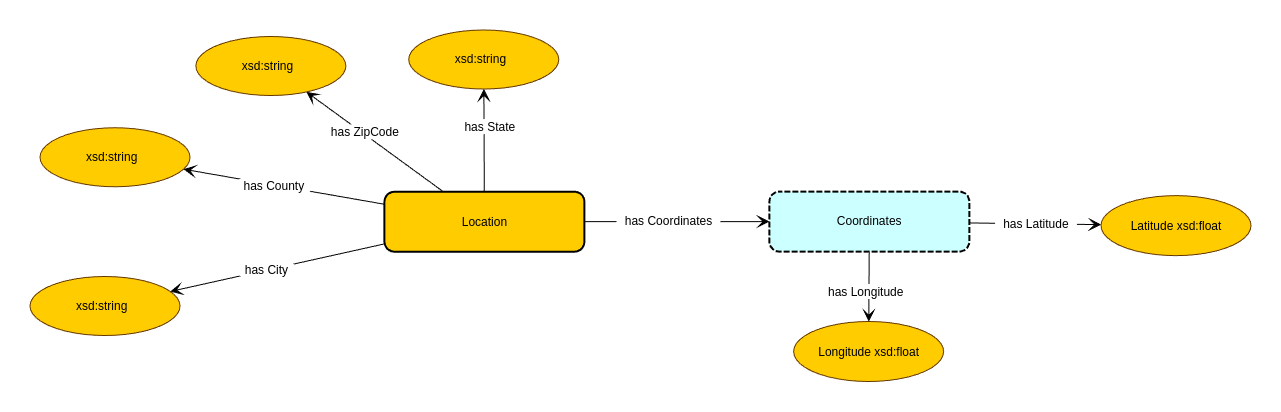 xsd:string
xsd:string
has ZipCode
has State
xsd:string
has County
Location
has Coordinates
Coordinates
has Latitude
Latitude xsd:float
has City
xsd:string
has Longitude
Longitude xsd:float